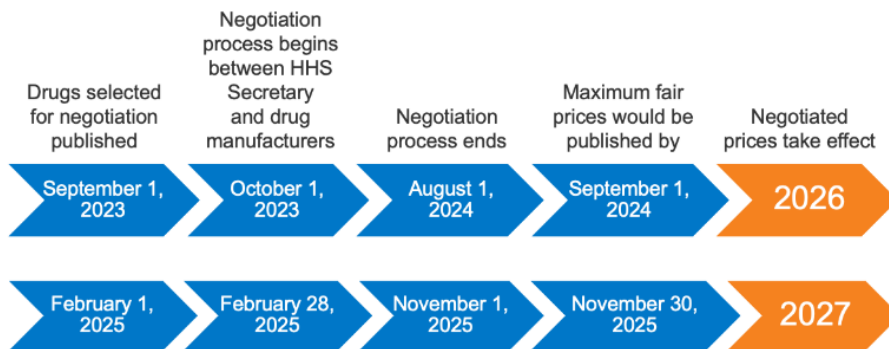 Drugs selected
for negotiation
published
Negotiation
process begins
between HHS
Secretary
and drug
manufacturers
Negotiation
process ends
Maximum fair
prices would be
published by
Negotiated
prices take effect
September 1,
2023
October 1,
2023
August 1,
2024
September 1,
2024
2026
February 1,
2025
February 28,
2025
November 1,
2025
November 30,
2025
2027